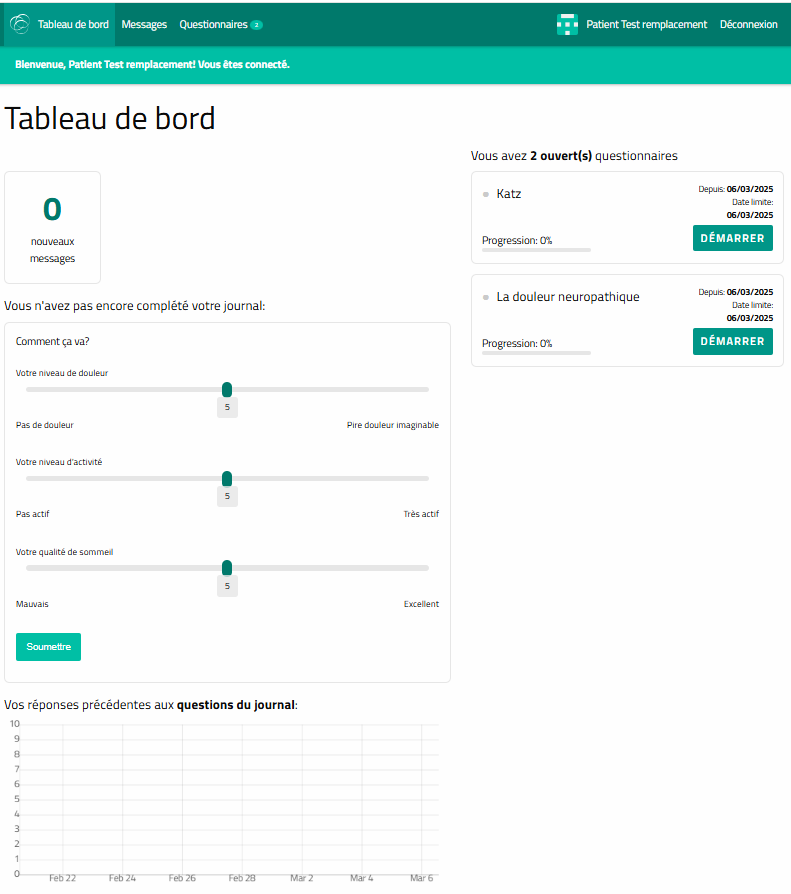 Tableau de bord Messages Questionnaires 2 Patient Test remplacement Déconnexion
Bienvenue, Patient Test remplacement! Vous êtes connecté.
Tableau de bord
0
nouveaux
messages
Vous n'avez pas encore complété votre journal:
Comment ça va?
Votre niveau de douleur
5
Pas de douleur Pire douleur imaginable
Votre niveau d'activité
5
Pas actif Très actif
Votre qualité de sommeil
5
Mauvais Excellent
Soumettre
Vos réponses précédentes aux questions du journal:
10
9
8
7
6
5
4
3
2
1
0
Feb 22 Feb 24 Feb 26 Feb 28 Mar 2 Mar 4 Mar 6
Vous avez 2 ouvert(s) questionnaires
Katz
Depuis: 06/03/2025
Date limite:
06/03/2025
Progression: 0%
DÉMARRER
La douleur neuropathique
Depuis: 06/03/2025
Date limite:
06/03/2025
Progression: 0%
DÉMARRER